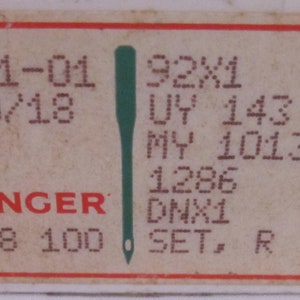 1-01
/18
NGER
8 100
92X1
UY 143
MY 1013
1286
DNX1
SET, R